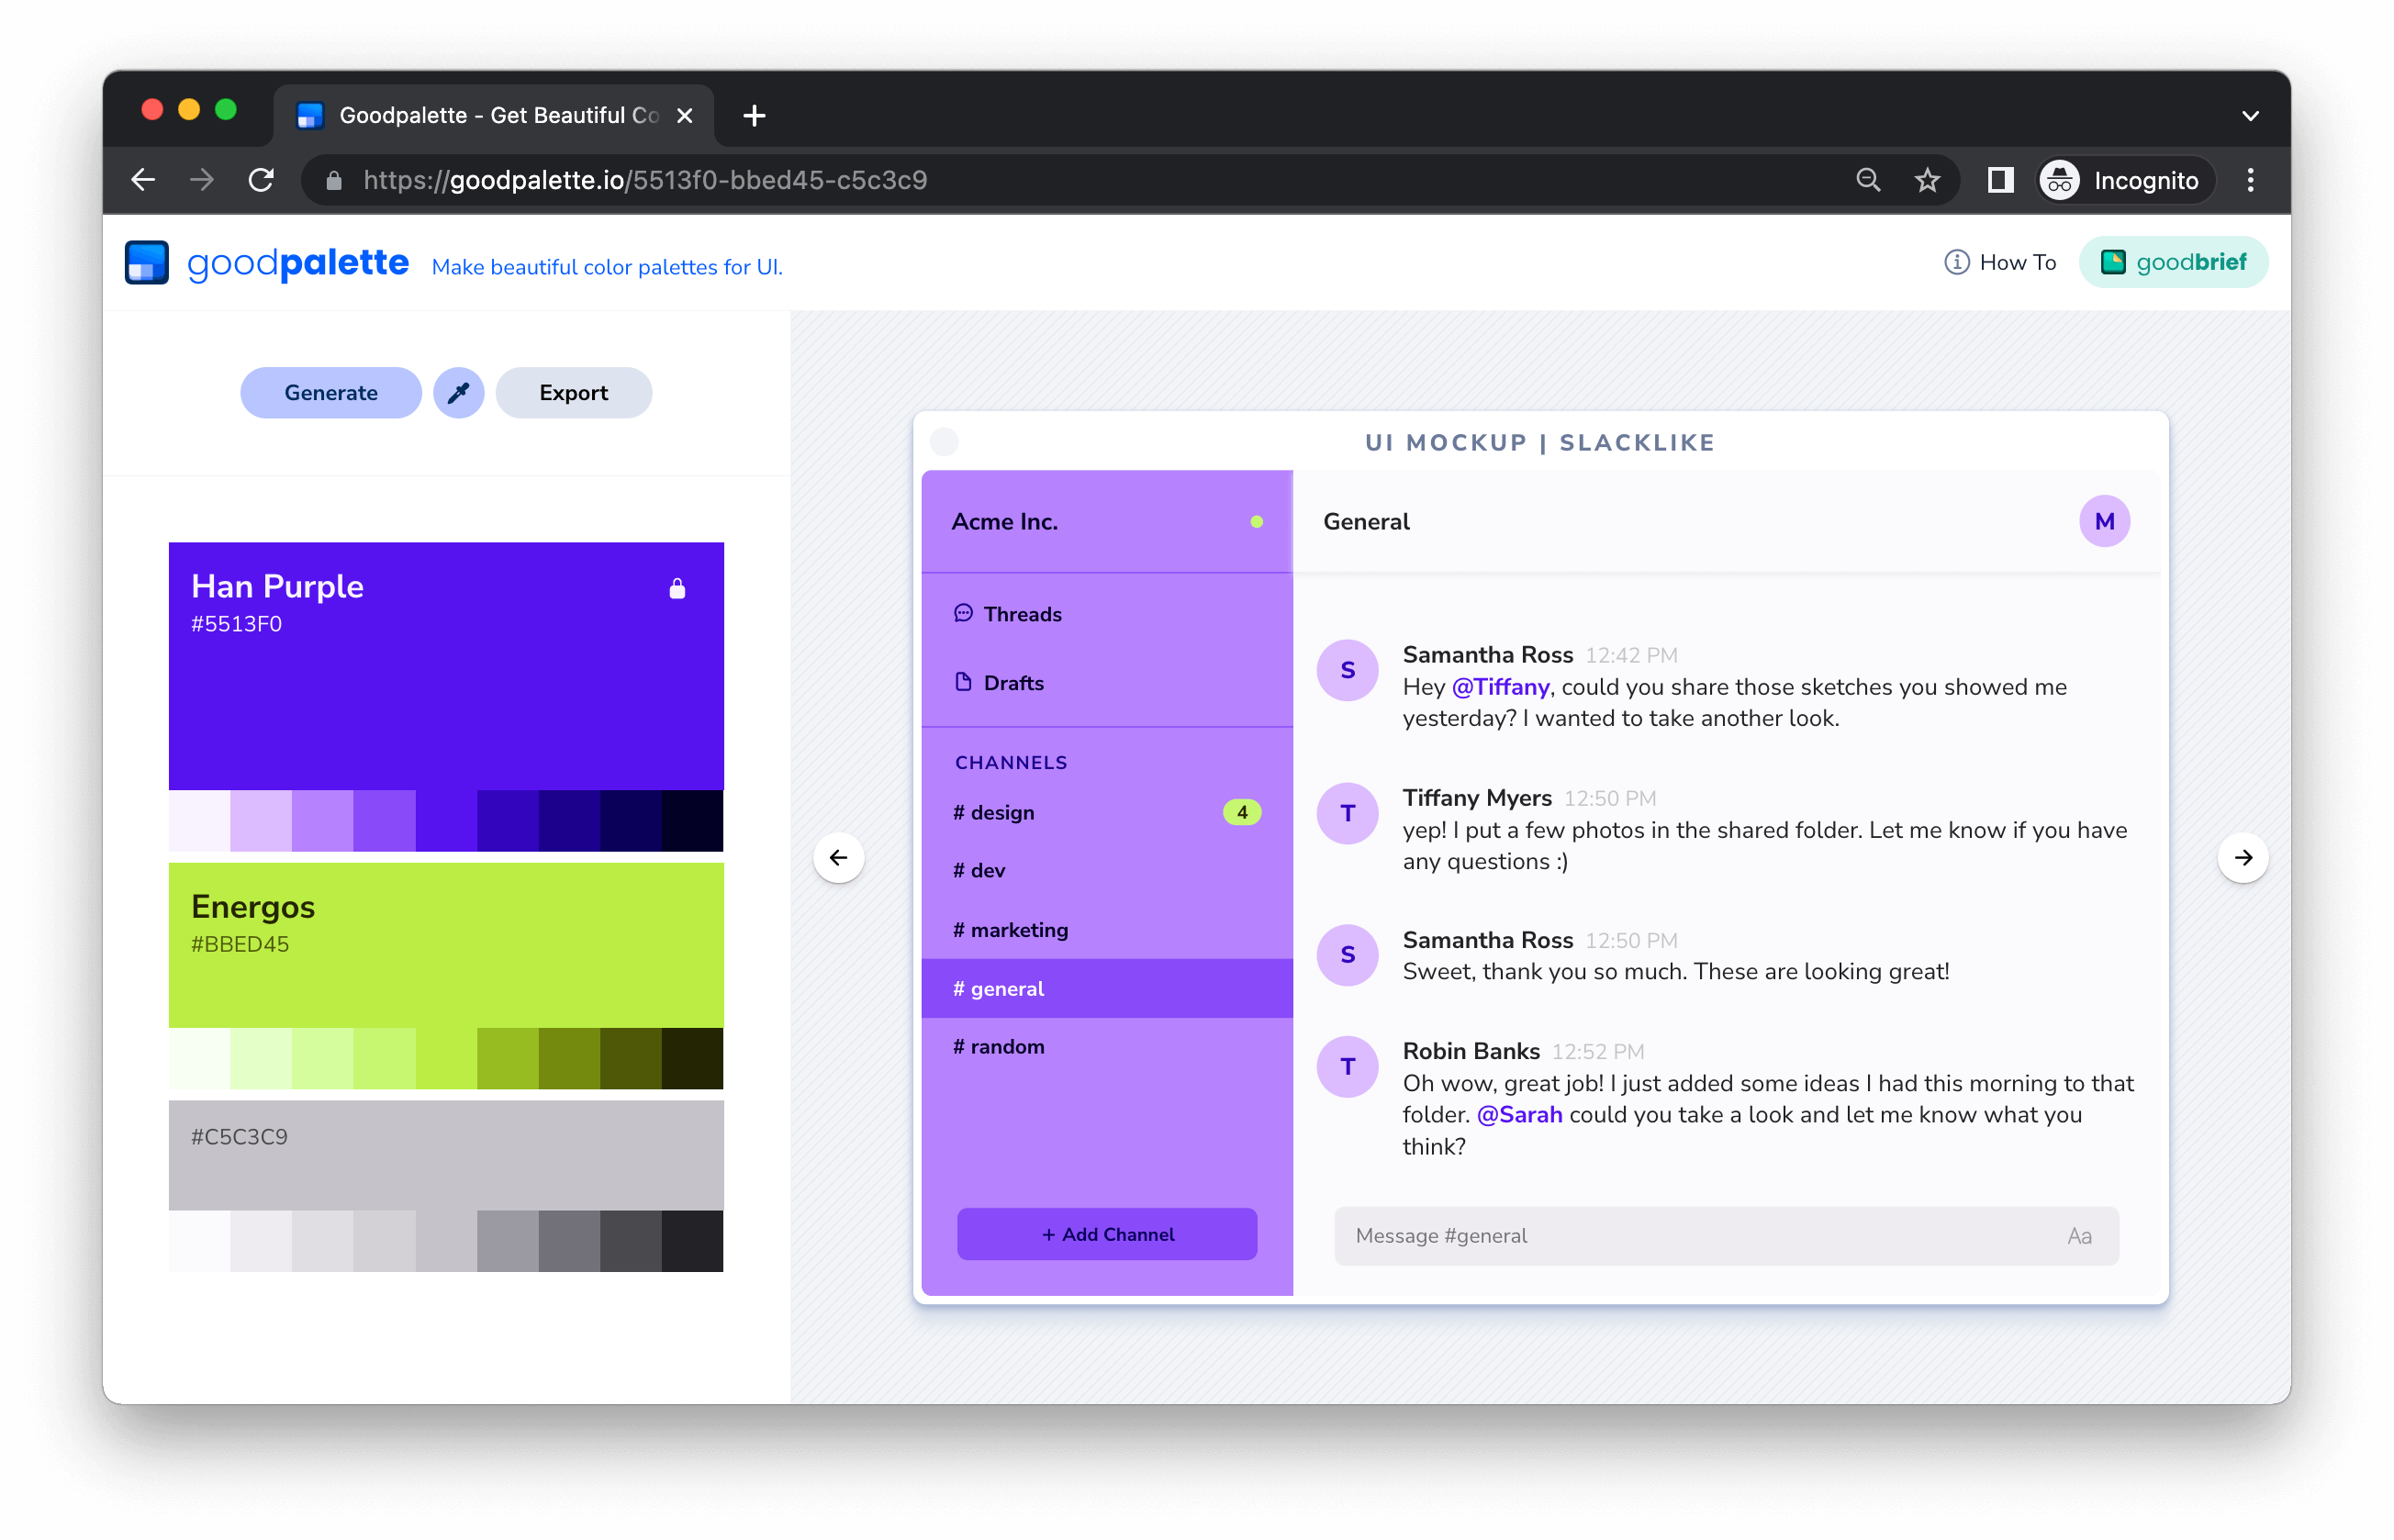 Goodpalette - Get Beautiful Co
https://goodpalette.io/5513f0-bbed45-c5c3c9
Incognito
goodpalette Make beautiful color palettes for UI.
How To
goodbrief
Generate
Export
Han Purple
#5513F0
Energos
#BBED45
#C5C3C9
UI MOCKUP | SLACKLIKE
Acme Inc.
Threads
Drafts
CHANNELS
# design 4
# dev
# marketing
# general
# random
+ Add Channel
General
M
S
Samantha Ross 12:42 PM
Hey @Tiffany, could you share those sketches you showed me
yesterday? I wanted to take another look.
T
Tiffany Myers 12:50 PM
yep! I put a few photos in the shared folder. Let me know if you have
any questions :)
S
Samantha Ross 12:50 PM
Sweet, thank you so much. These are looking great!
T
Robin Banks 12:52 PM
Oh wow, great job! I just added some ideas I had this morning to that
folder. @Sarah could you take a look and let me know what you
think?
Message #general
Aa